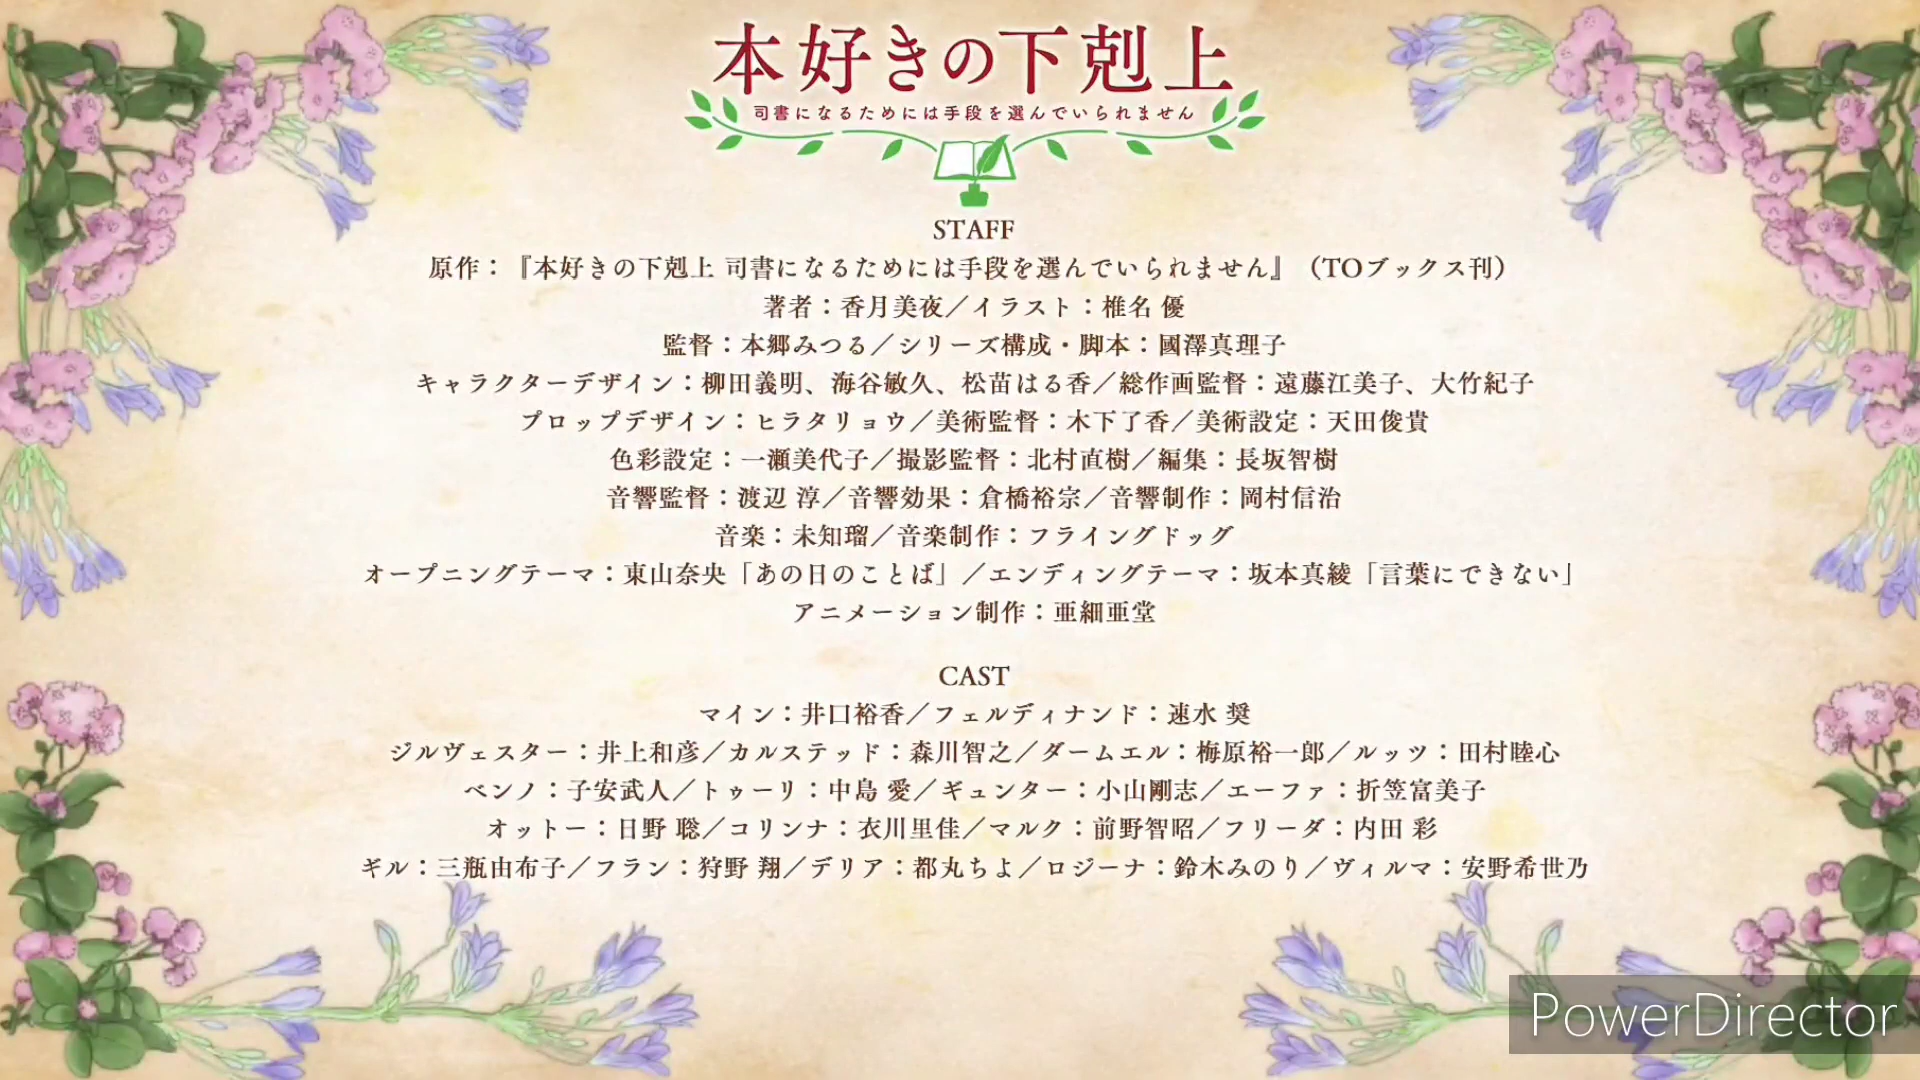 本好きの下剋上
司書になるためには手段を選んでいられません
STAFF
原作：『本好きの下剋上 司書になるためには手段を選んでいられません』（TOブックス刊）
著者：香月美夜／イラスト：椎名 優
監督：本郷みつる／シリーズ構成・脚本：國澤真理子
キャラクターデザイン：柳田義明、海谷敏久、松苗はる香／総作画監督：遠藤江美子、大竹紀子
プロップデザイン：ヒラタリョウ／美術監督：木下了香／美術設定：天田俊貴
色彩設定：一瀬美代子／撮影監督：北村直樹／編集：長坂智樹
音響監督：渡辺 淳／音響効果：倉橋裕宗／音響制作：岡村信治
音楽：未知瑠／音楽制作：フライングドッグ
オープニングテーマ：東山奈央「あの日のことば」／エンディングテーマ：坂本真綾「言葉にできない」
アニメーション制作：亜細亜堂
CAST
マイン：井口裕香／フェルディナンド：速水 奨
ジルヴェスター：井上和彦／カルステッド：森川智之／ダームエル：梅原裕一郎／ルッツ：田村睦心
ベンノ：子安武人／トゥーリ：中島 愛／ギュンター：小山剛志／エーファ：折笠富美子
オットー：日野 聡／コリンナ：衣川里佳／マルク：前野智昭／フリーダ：内田 彩
ギル：三瓶由布子／フラン：狩野 翔／デリア：都丸ちよ／ロジーナ：鈴木みのり／ヴィルマ：安野希世乃
PowerDirector